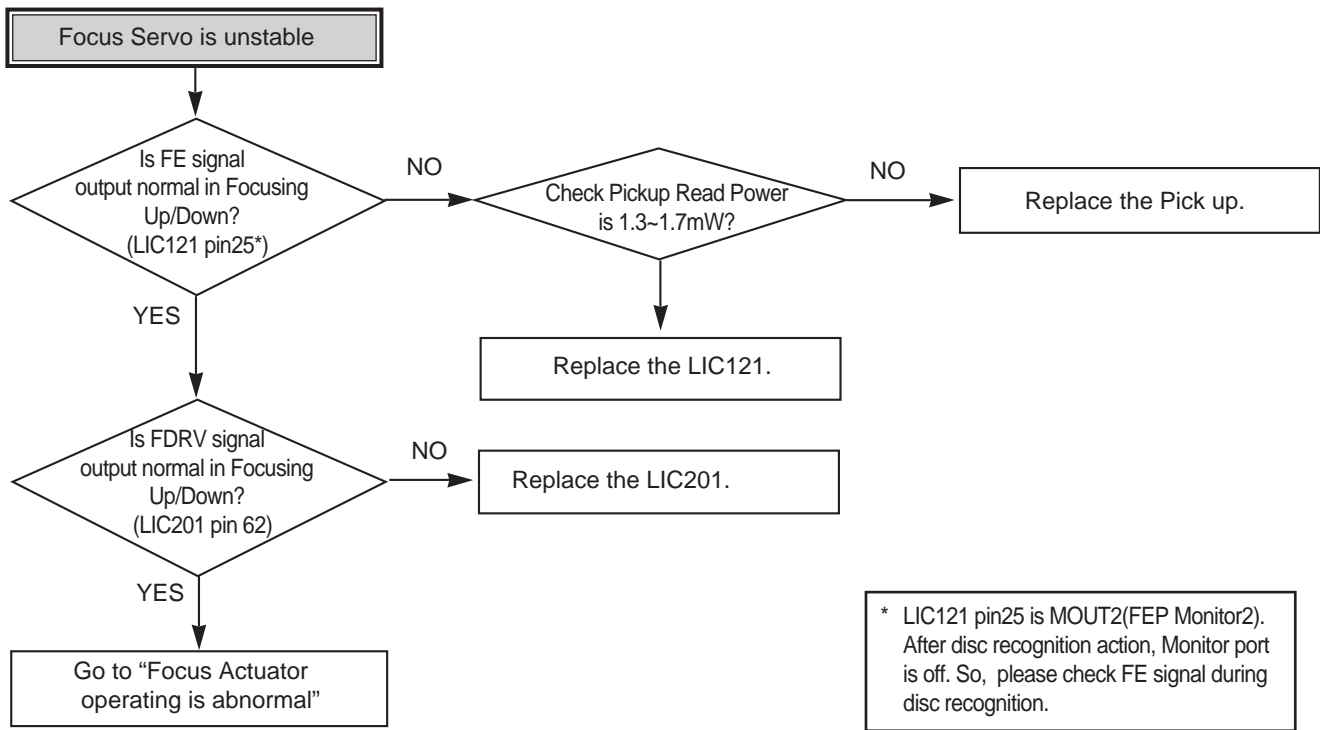 Focus Servo is unstable
Is FE signal
output normal in Focusing
Up/Down?
(LIC121 pin25*)
NO
Check Pickup Read Power
is 1.3~1.7mW?
NO
Replace the Pick up.
YES
Replace the LIC121.
Is FDRV signal
output normal in Focusing
Up/Down?
(LIC201 pin 62)
NO
Replace the LIC201.
YES
Go to “Focus Actuator
operating is abnormal”
* LIC121 pin25 is MOUT2(FEP Monitor2).
After disc recognition action, Monitor port
is off. So, please check FE signal during
disc recognition.